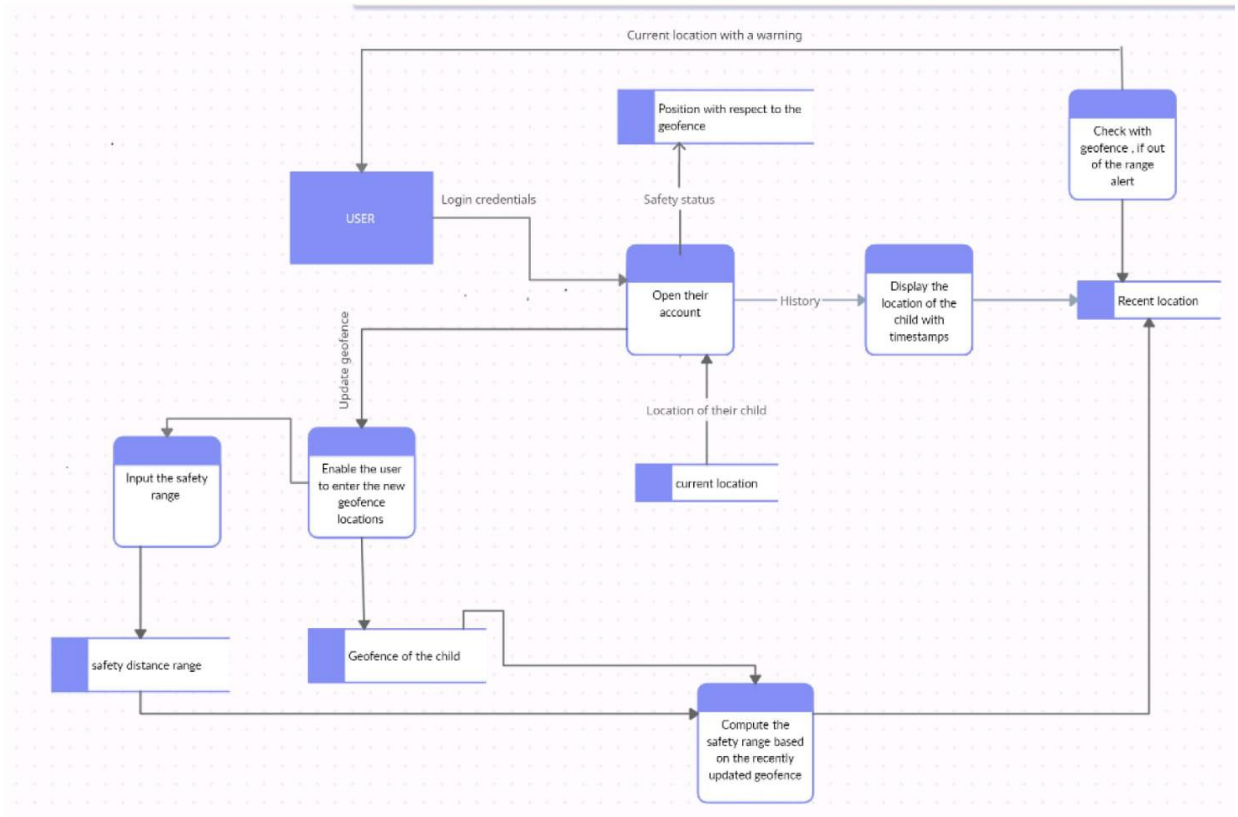 Current location with a warning
Position with respect to the
geofence
Check with
geofence , if out
of the range
alert
USER
Login credentials
Safety status
Open their
account
History
Display the
location of the
child with
timestamps
Recent location
Update geofence
Location of their child
current location
Input the safety
range
Enable the user
to enter the new
geofence
locations
safety distance range
Geofence of the child
Compute the
safety range based
on the recently
updated geofence